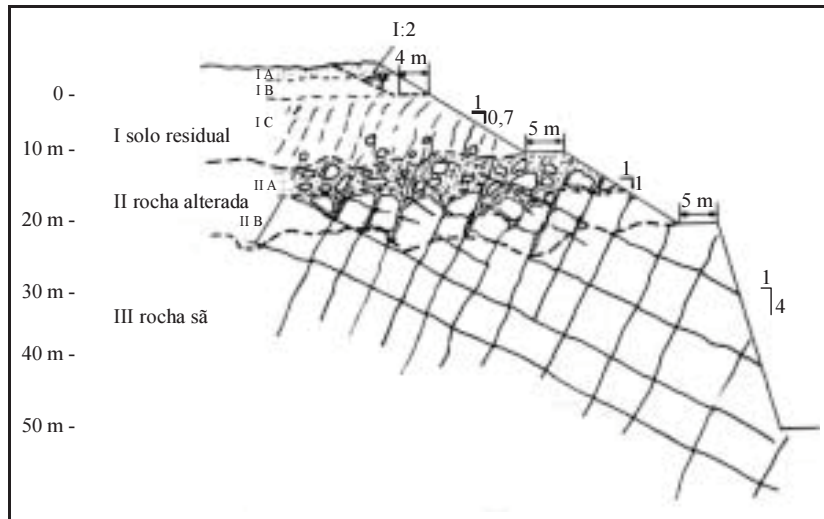 I:2
4 m
I A
I B
0 -
I C
1
0,7
I solo residual
5 m
10 m -
II A
1
1
II rocha alterada
5 m
20 m -
II B
30 m -
1
4
III rocha sã
40 m -
50 m -